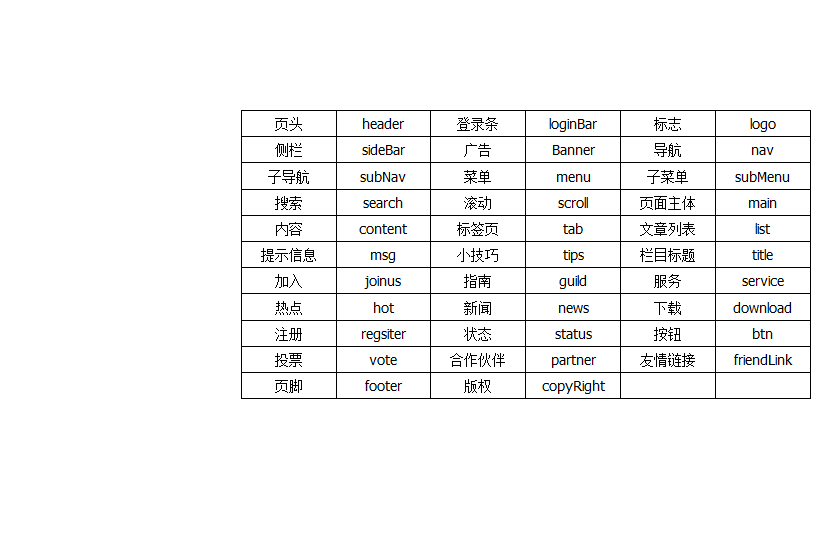 页头 header 登录条 loginBar 标志 logo
侧栏 sideBar 广告 Banner 导航 nav
子导航 subNav 菜单 menu 子菜单 subMenu
搜索 search 滚动 scroll 页面主体 main
内容 content 标签页 tab 文章列表 list
提示信息 msg 小技巧 tips 栏目标题 title
加入 joinus 指南 guild 服务 service
热点 hot 新闻 news 下载 download
注册 regsiter 状态 status 按钮 btn
投票 vote 合作伙伴 partner 友情链接 friendLink
页脚 footer 版权 copyRight